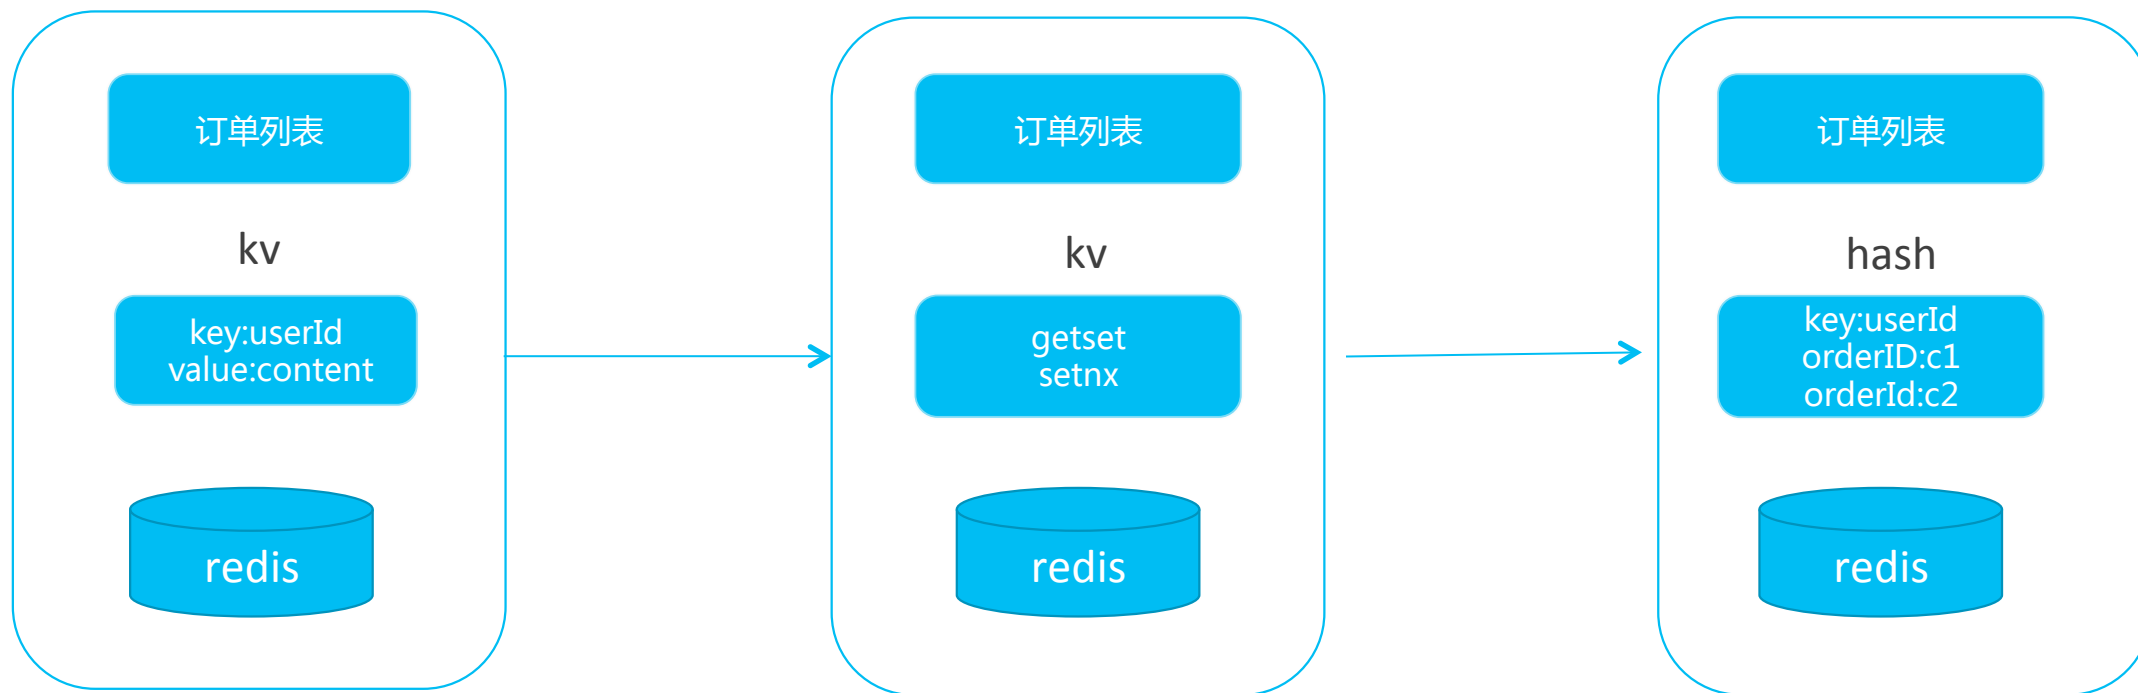 订单列表
kv
key:userId
value:content
redis
订单列表
kv
getset
setnx
redis
订单列表
hash
key:userId
orderID:c1
orderId:c2
redis